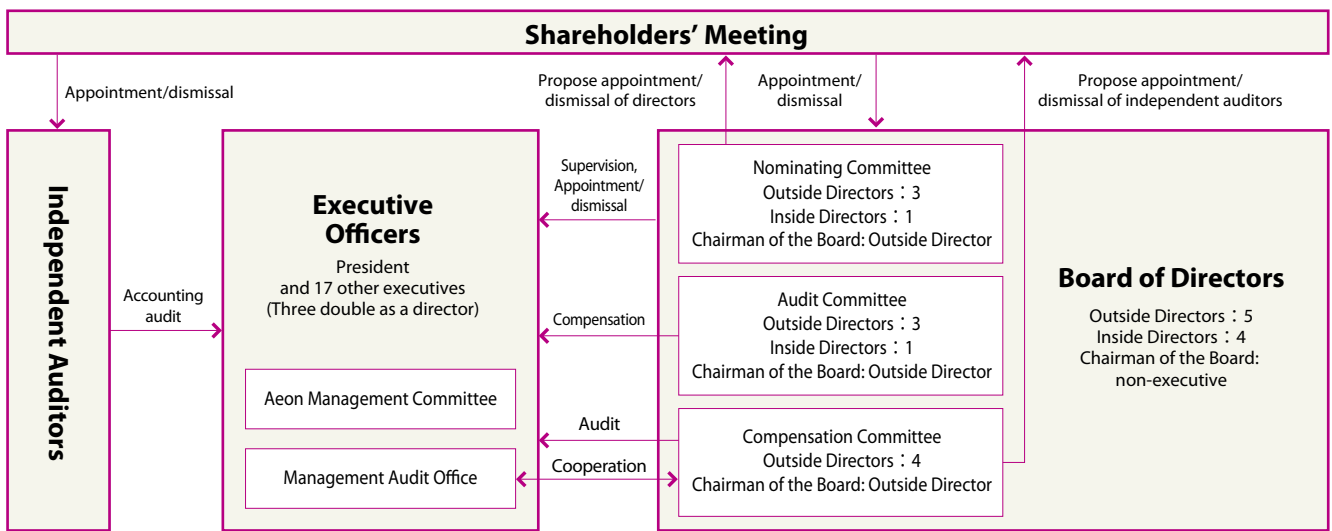 Shareholders' Meeting
Appointment/dismissal
Propose appointment/
dismissal of directors
Appointment/
dismissal
Propose appointment/
dismissal of independent auditors
Independent Auditors
Accounting
audit
Executive
Officers
President
and 17 other executives
(Three double as a director)
Aeon Management Committee
Management Audit Office
Supervision,
Appointment/
dismissal
Compensation
Audit
Cooperation
Nominating Committee
Outside Directors：3
Inside Directors：1
Chairman of the Board: Outside Director
Audit Committee
Outside Directors：3
Inside Directors：1
Chairman of the Board: Outside Director
Compensation Committee
Outside Directors：4
Chairman of the Board: Outside Director
Board of Directors
Outside Directors：5
Inside Directors：4
Chairman of the Board:
non-executive